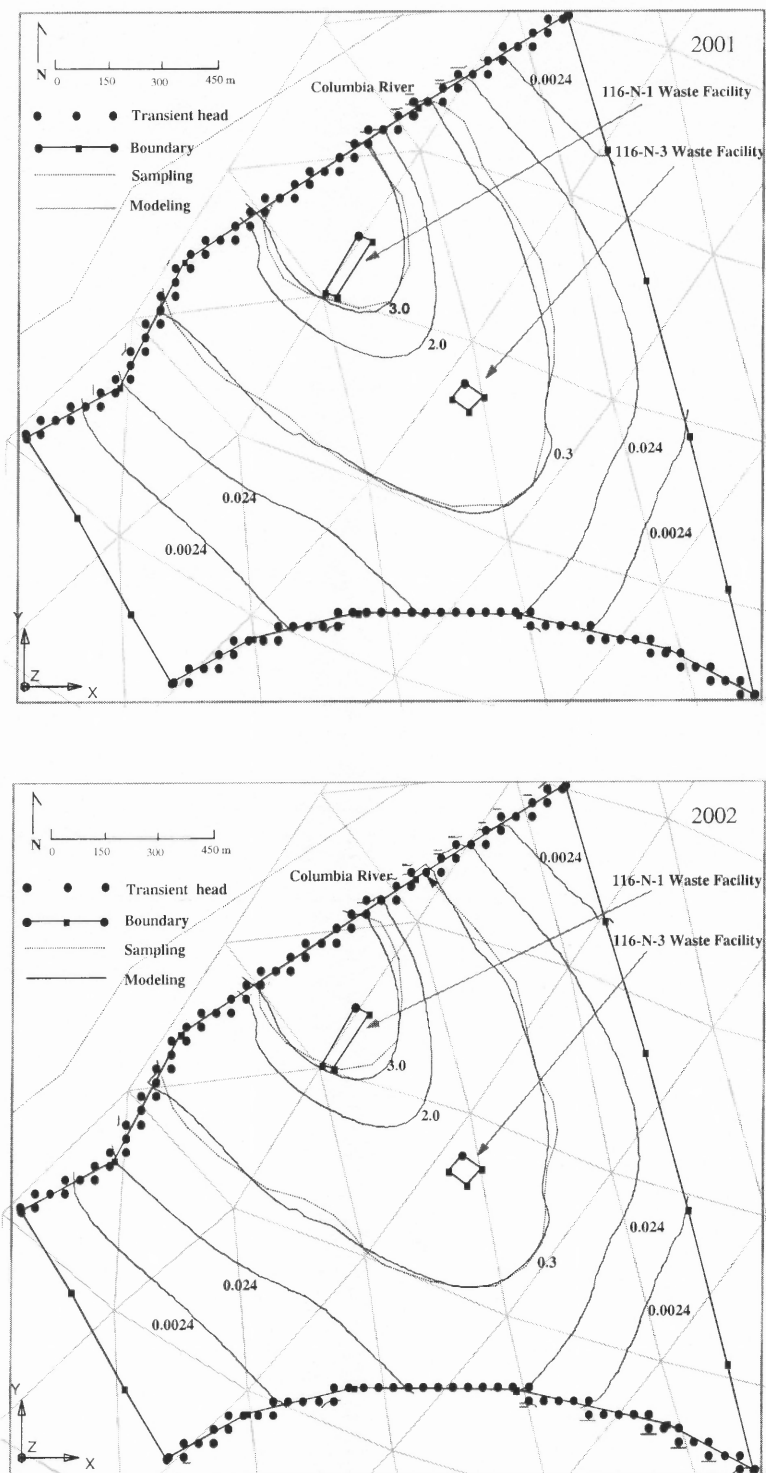 2001
N
0 150 300 450 m
Columbia River
0.0024
116-N-1 Waste Facility
Transient head
Boundary
116-N-3 Waste Facility
Sampling
Modeling
3.0
2.0
0.3
0.024
0.024
0.0024
0.0024
Y
Z
X
2002
N
0 150 300 450 m
0.0024
Columbia River
116-N-1 Waste Facility
Transient head
Boundary
116-N-3 Waste Facility
Sampling
Modeling
3.0
2.0
0.024
0.3
0.024
0.0024
0.0024
Y
Z
X